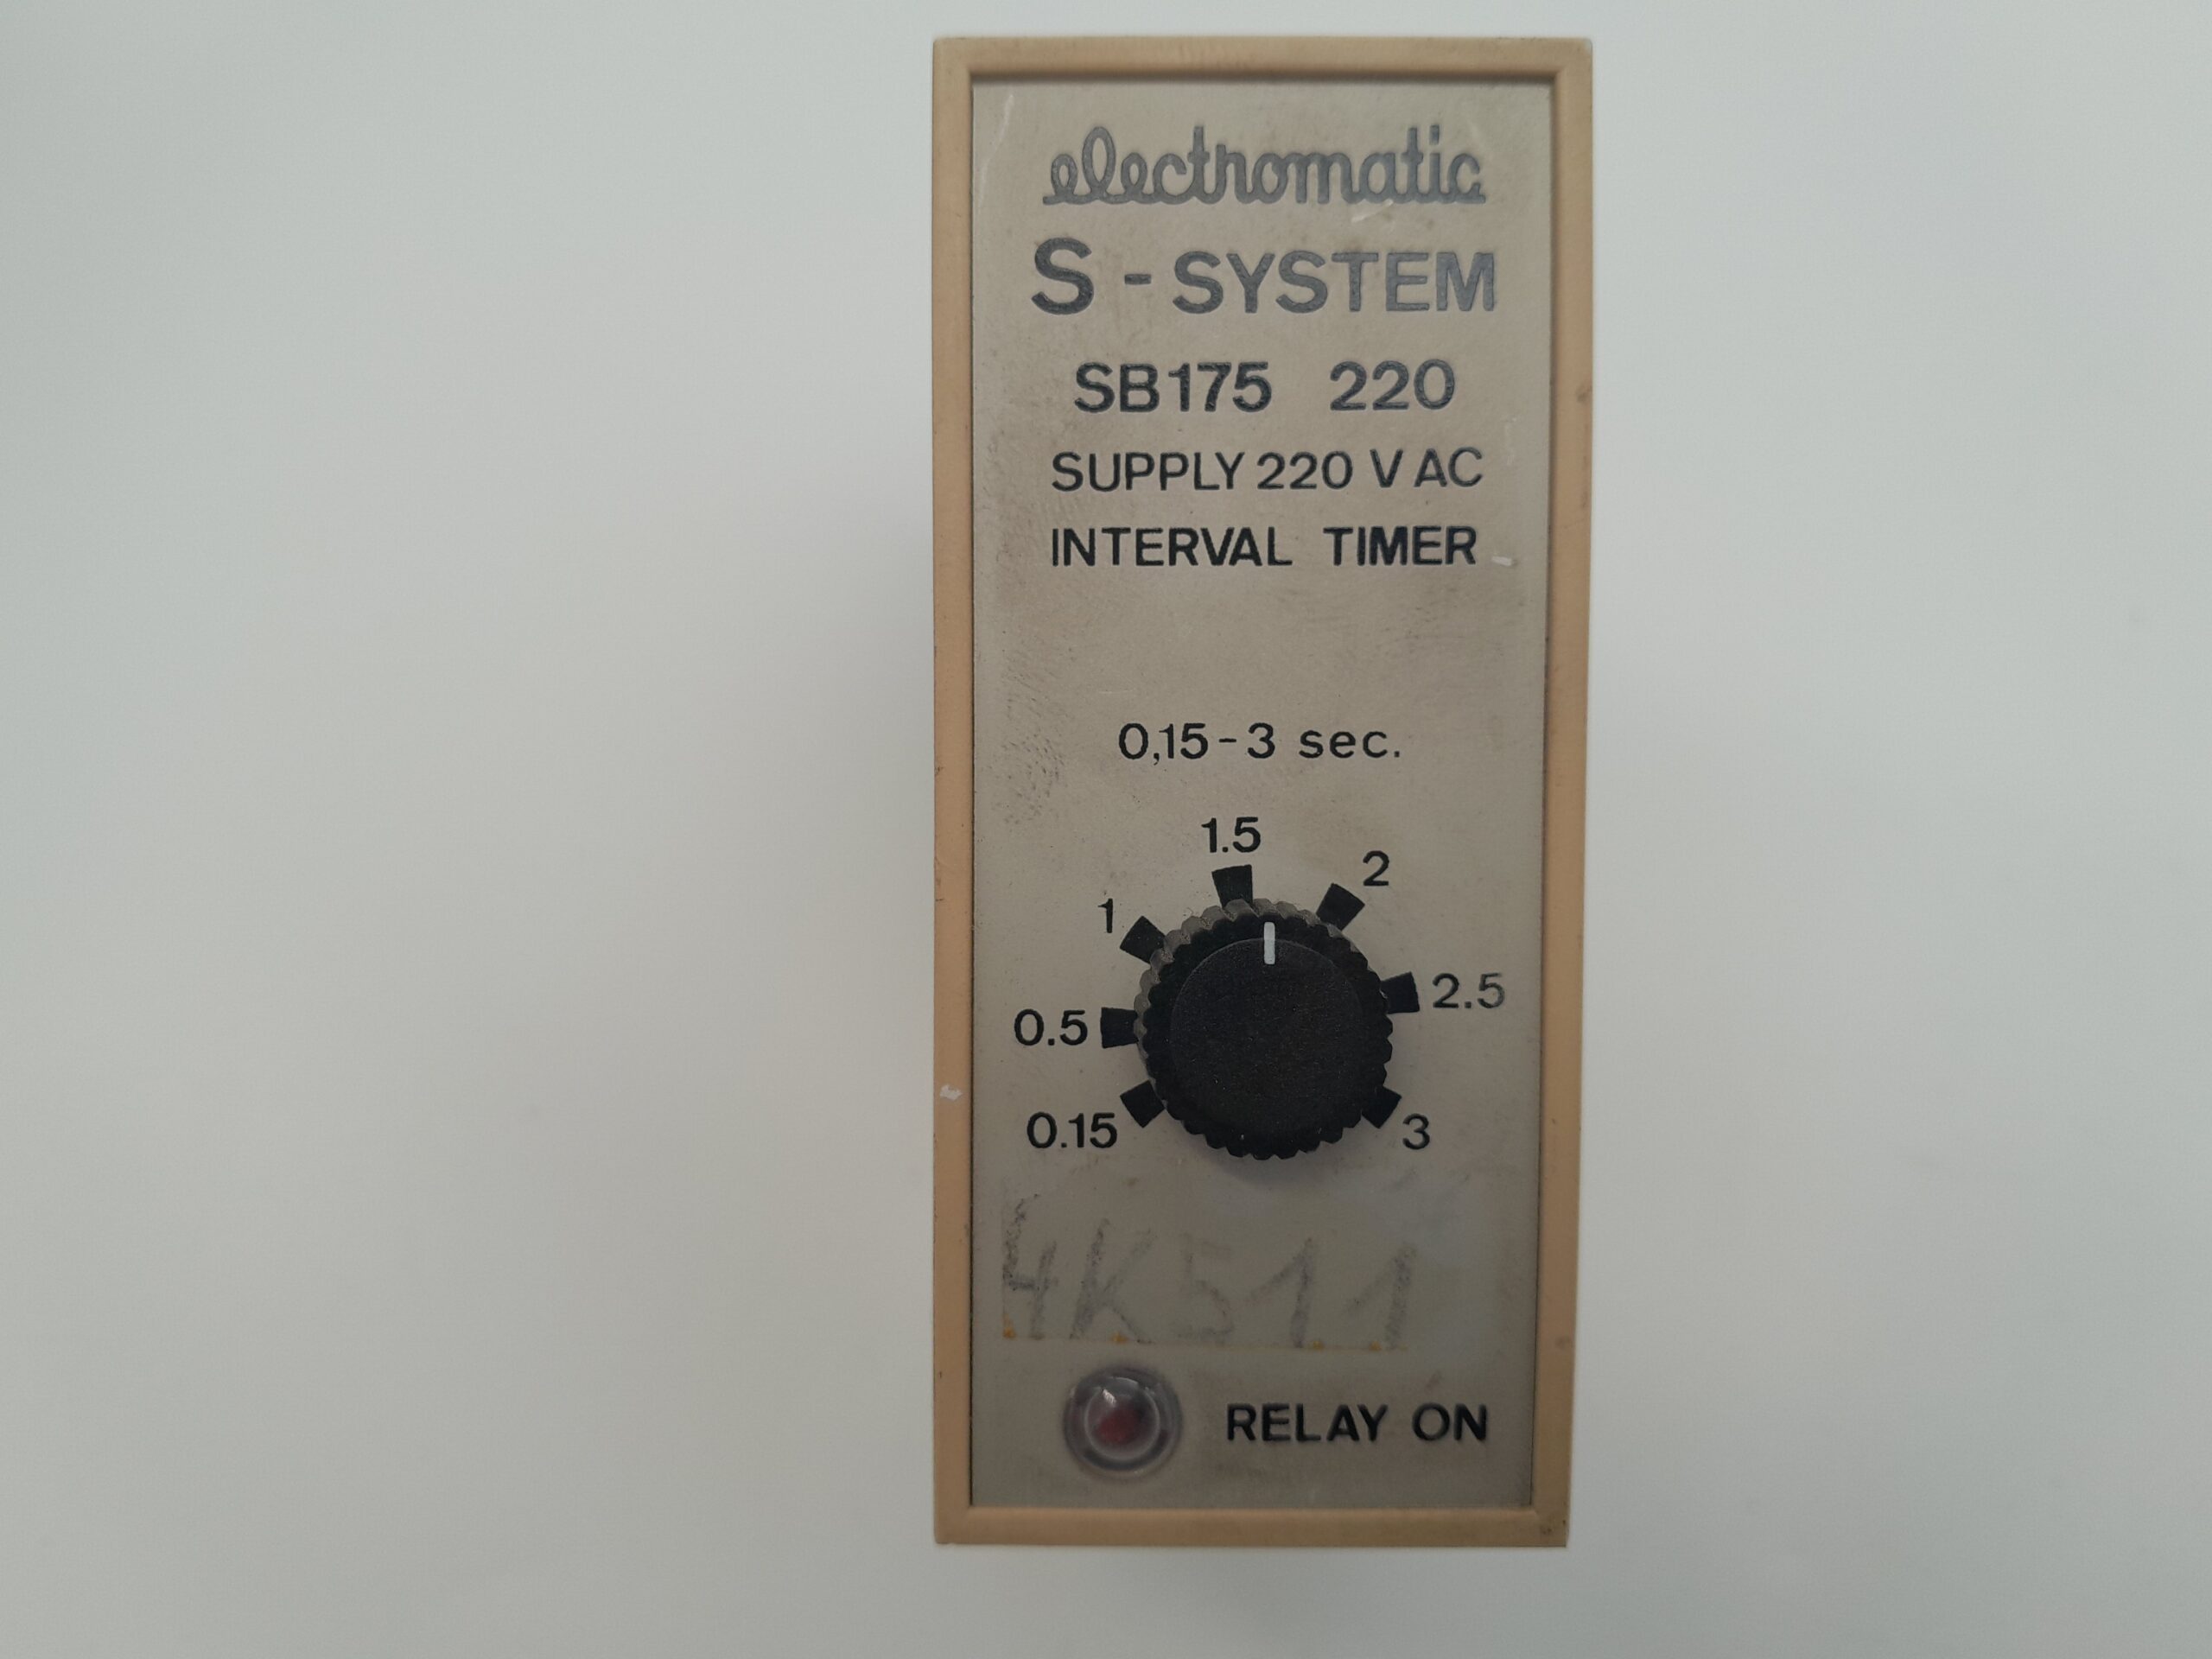 electromatic
S - SYSTEM
SB175 220
SUPPLY 220 V AC
INTERVAL TIMER
0,15-3 sec.
1.5
2
1
2.5
0.5
0.15
3
4K511
RELAY ON